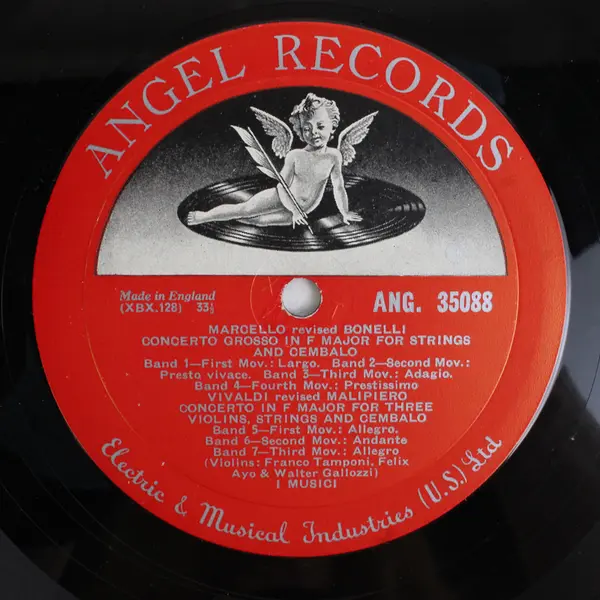 ANGEL RECORDS
Made in England
(XBX.128) 33⅓
ANG. 35088
MARCELLO revised BONELLI
CONCERTO GROSSO IN F MAJOR FOR STRINGS
AND CEMBALO
Band 1—First Mov.: Largo. Band 2—Second Mov.:
Presto vivace. Band 3—Third Mov.: Adagio.
Band 4—Fourth Mov.: Prestissimo
VIVALDI revised MALIPIERO
CONCERTO IN F MAJOR FOR THREE
VIOLINS, STRINGS AND CEMBALO
Band 5—First Mov.: Allegro.
Band 6—Second Mov.: Andante
Band 7—Third Mov.: Allegro
(Violins: Franco Tamponi, Felix
Ayo & Walter Gallozzi)
I MUSICI
Electric & Musical Industries (U.S.) Ltd